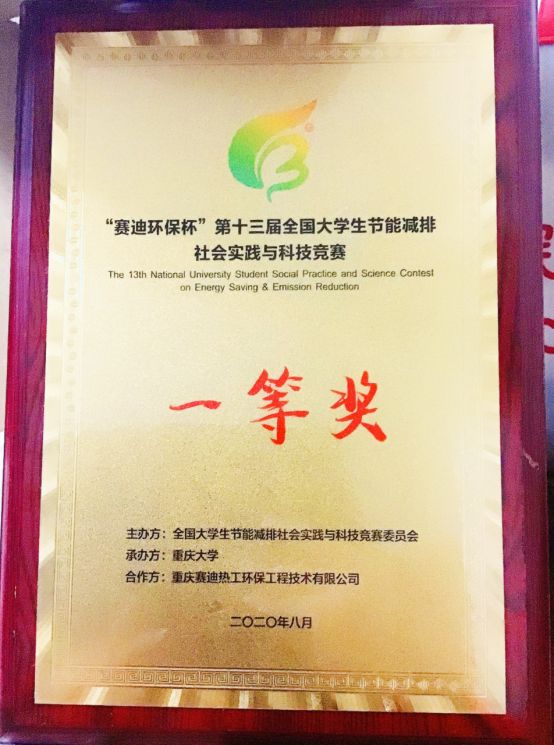 “赛迪环保杯”第十三届全国大学生节能减排
社会实践与科技竞赛
The 13th National University Student Social Practice and Science Contest
on Energy Saving & Emission Reduction
一等奖
主办方：全国大学生节能减排社会实践与科技竞赛委员会
承办方：重庆大学
合作方：重庆赛迪热工环保工程技术有限公司
二〇二〇年八月